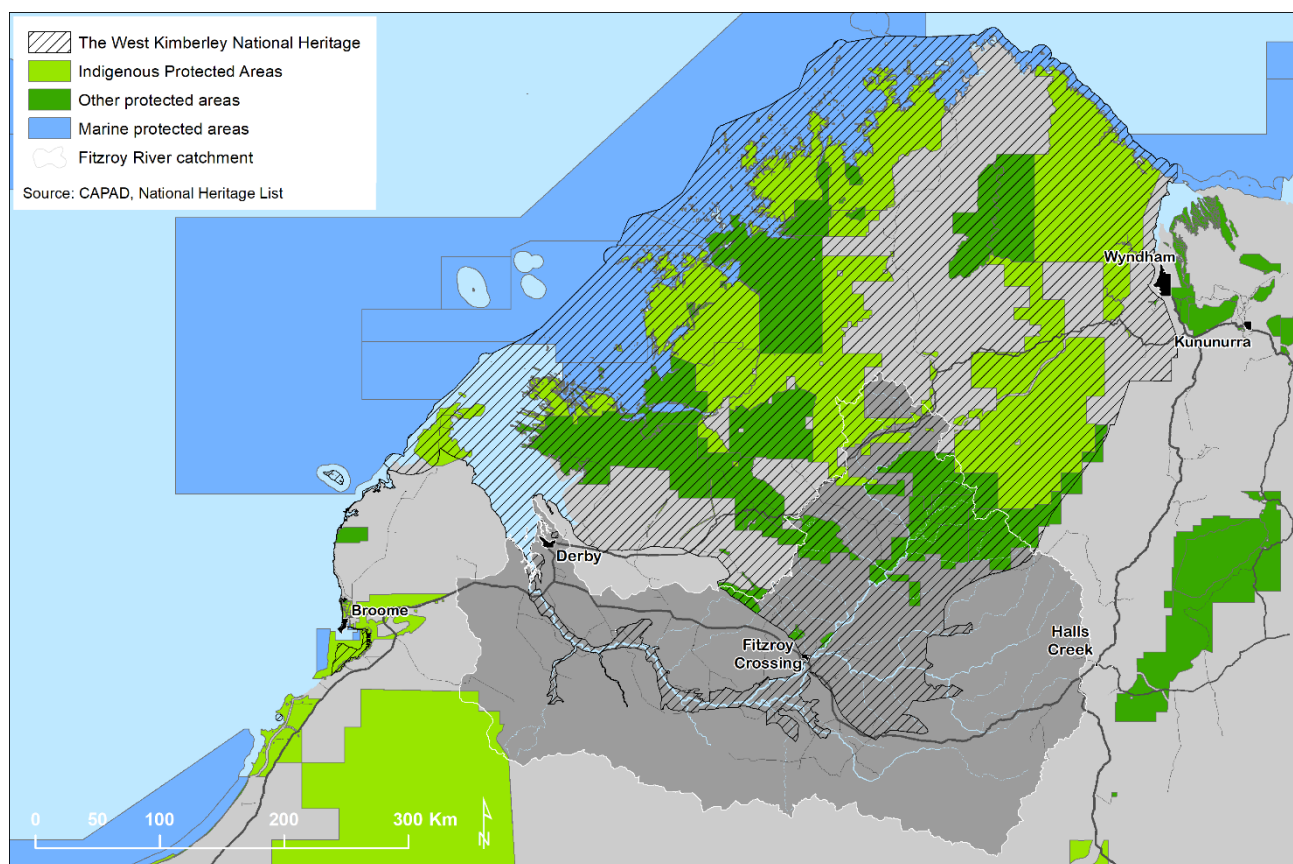 The West Kimberley National Heritage
Indigenous Protected Areas
Other protected areas
Marine protected areas
Fitzroy River catchment
Source: CAPAD, National Heritage List
Wyndham
Kununurra
Derby
Broome
Fitzroy
Crossing
Halls
Creek
0 50 100 200 300 Km
N